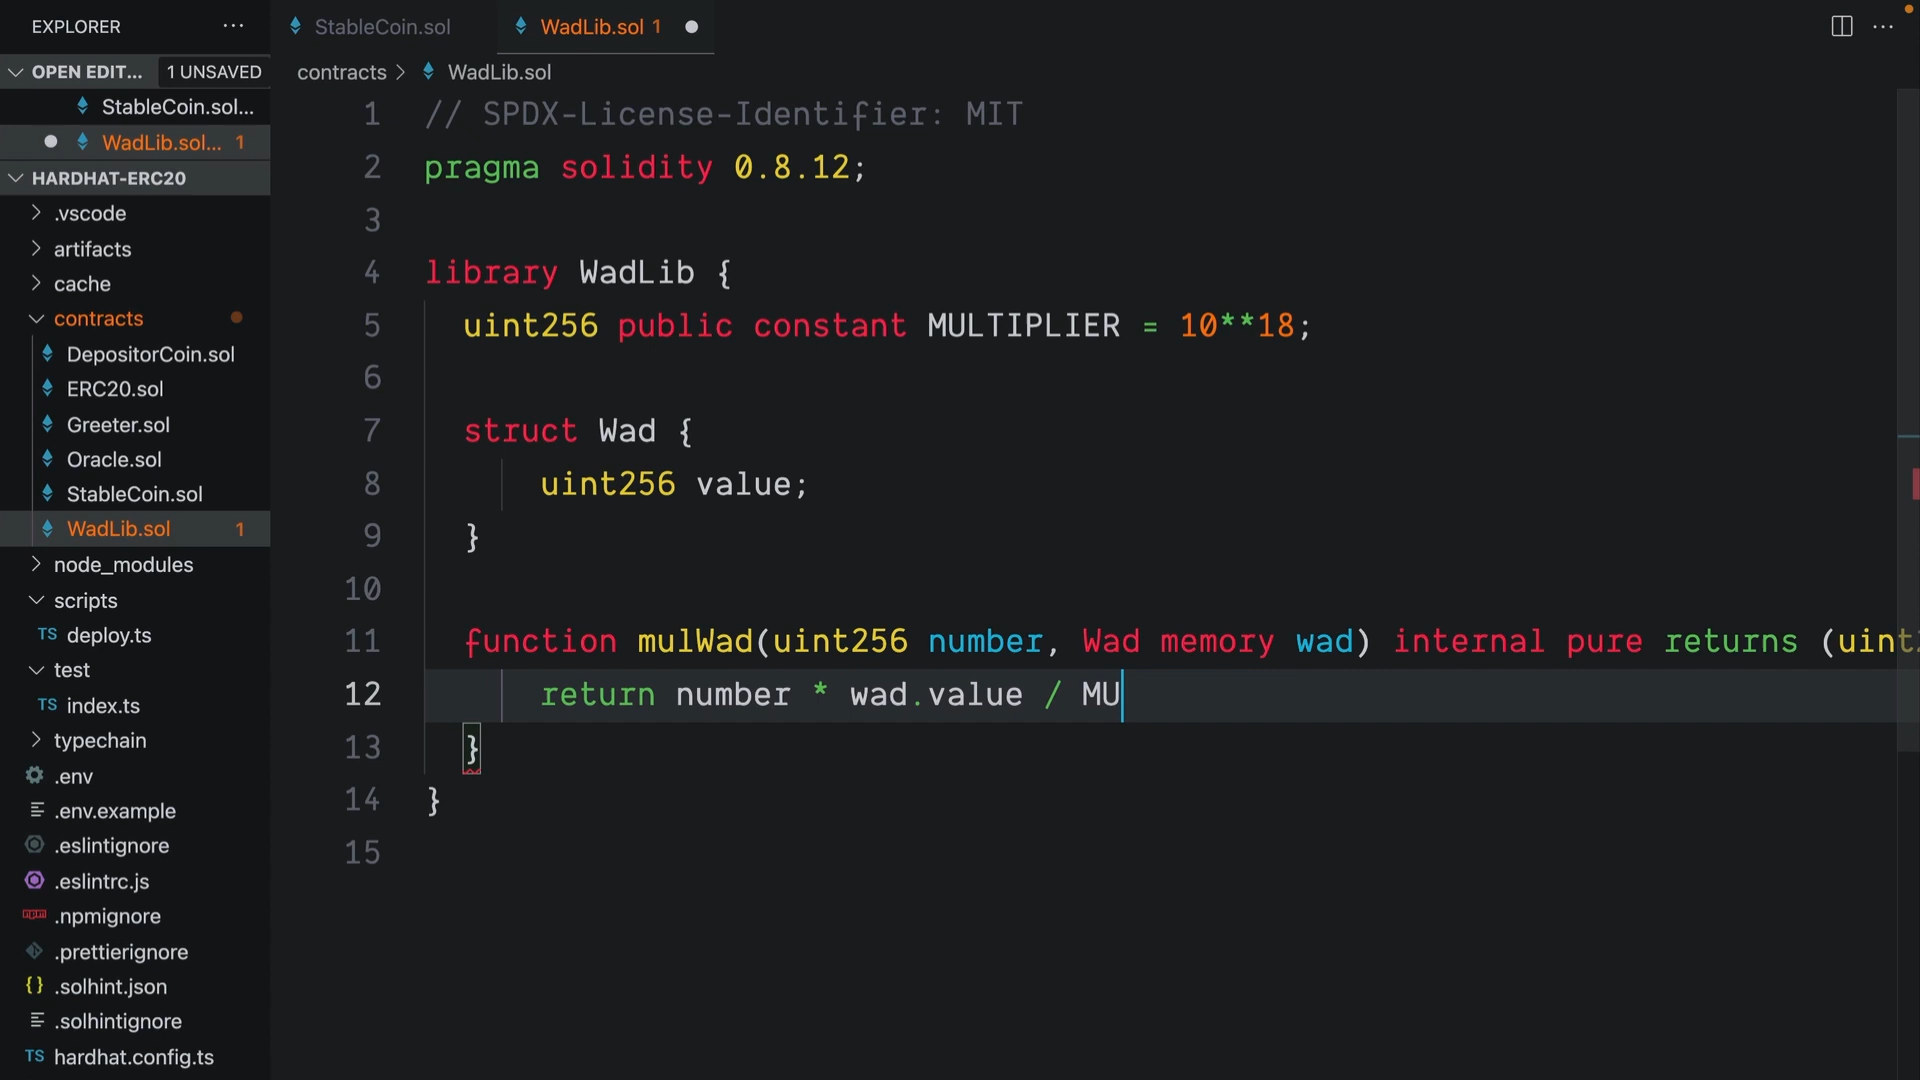 EXPLORER ...
OPEN EDIT... 1 UNSAVED
StableCoin.sol...
WadLib.sol... 1
HARDHAT-ERC20
.vscode
artifacts
cache
contracts
DepositorCoin.sol
ERC20.sol
Greeter.sol
Oracle.sol
StableCoin.sol
WadLib.sol 1
node_modules
scripts
TS deploy.ts
test
TS index.ts
typechain
.env
.env.example
.eslintignore
.eslintrc.js
npm .npmignore
.prettierignore
{} .solhint.json
.solhintignore
TS hardhat.config.ts
StableCoin.sol WadLib.sol 1
contracts > WadLib.sol
1 // SPDX-License-Identifier: MIT
2 pragma solidity 0.8.12;
3
4 library WadLib {
5 uint256 public constant MULTIPLIER = 10**18;
6
7 struct Wad {
8 uint256 value;
9 }
10
11 function mulWad(uint256 number, Wad memory wad) internal pure returns (uint
12 return number * wad.value / MU
13 }
14 }
15